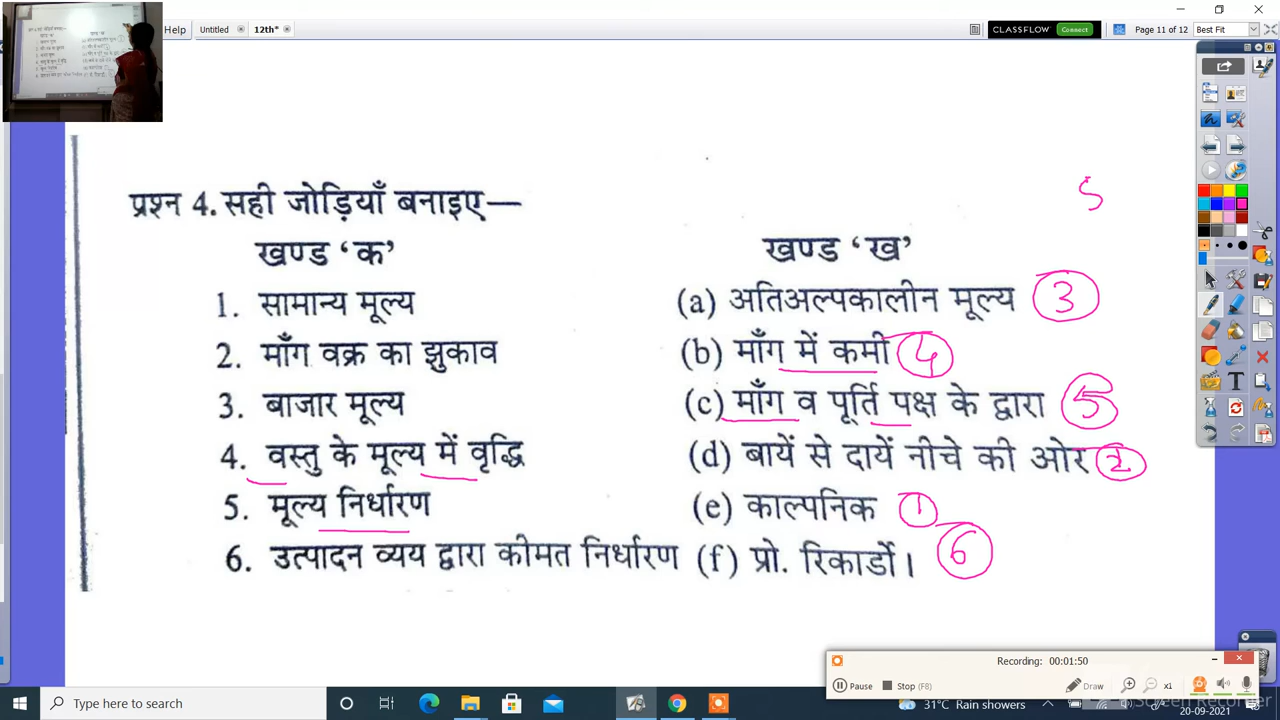 Help Untitled 12th* CLASSFLOW Connect Page 11 of 12 Best Fit
S
प्रश्न 4. सही जोड़ियाँ बनाइए—
खण्ड ‘क’ खण्ड ‘ख’
1. सामान्य मूल्य (a) अतिअल्पकालीन मूल्य 3
2. माँग वक्र का झुकाव (b) माँग में कमी 4
3. बाजार मूल्य (c) माँग व पूर्ति पक्ष के द्वारा 5
4. वस्तु के मूल्य में वृद्धि (d) बायें से दायें नीचे की ओर 2
5. मूल्य निर्धारण (e) काल्पनिक 1
6. उत्पादन व्यय द्वारा कीमत निर्धारण (f) प्रो. रिकार्डो। 6
Recording: 00:01:50
Pause Stop (F8) Draw x1
Type here to search 31°C Rain showers
20-09-2021